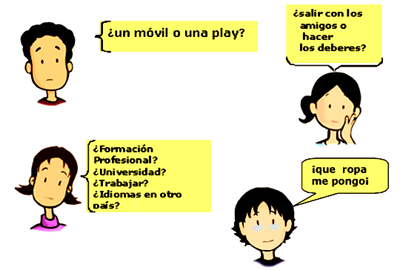 ¿un móvil o una play?
¿salir con los
amigos o
hacer
los deberes?
¿Formación
Profesional?
¿Universidad?
¿Trabajar?
¿Idiomas en otro
país?
¡que ropa
me pongo¡